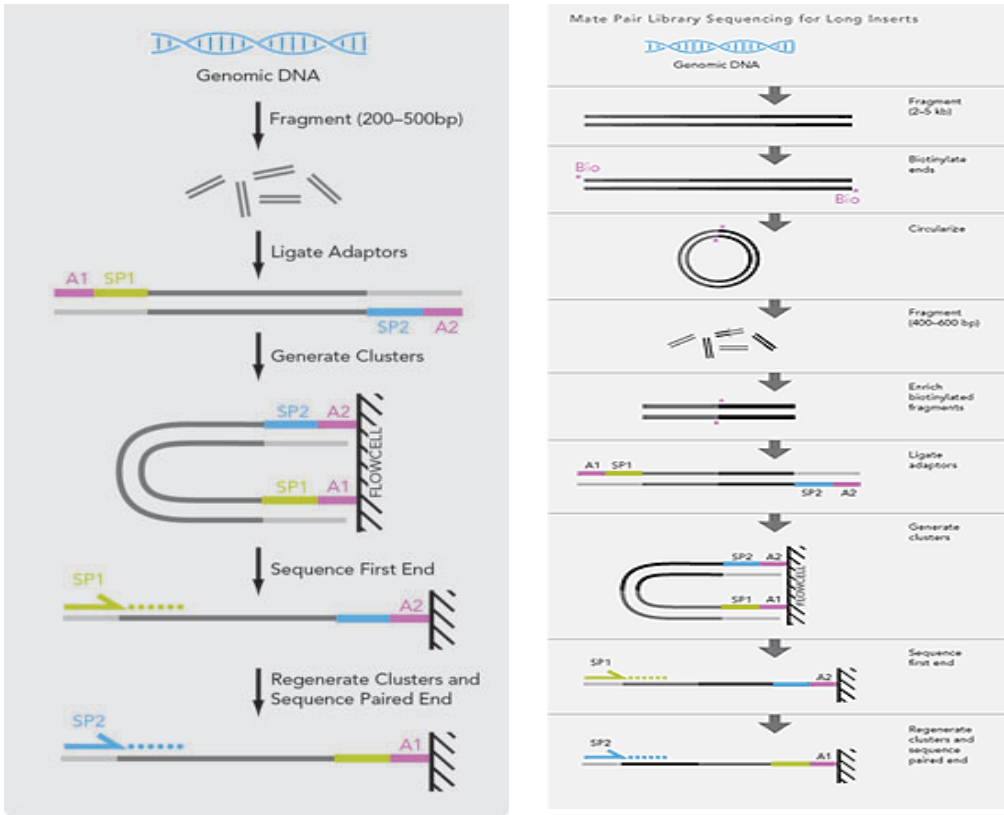 Genomic DNA
Fragment (200–500bp)
Ligate Adaptors
A1 SP1
SP2 A2
Generate Clusters
SP2 A2
SP1 A1
FLOWCELL
Sequence First End
SP1
A2
Regenerate Clusters and
Sequence Paired End
SP2
A1
Mate Pair Library Sequencing for Long Inserts
Genomic DNA
Fragment
(2–5 kb)
Biotinylate
ends
Bio
Bio
Circularize
Fragment
(400–600 bp)
Enrich
biotinylated
fragments
Ligate
adaptors
A1 SP1
SP2 A2
Generate
clusters
SP2 A2
SP1 A1
FLOWCELL
Sequence
first end
SP1
A2
Regenerate
clusters and
sequence
paired end
SP2
A1